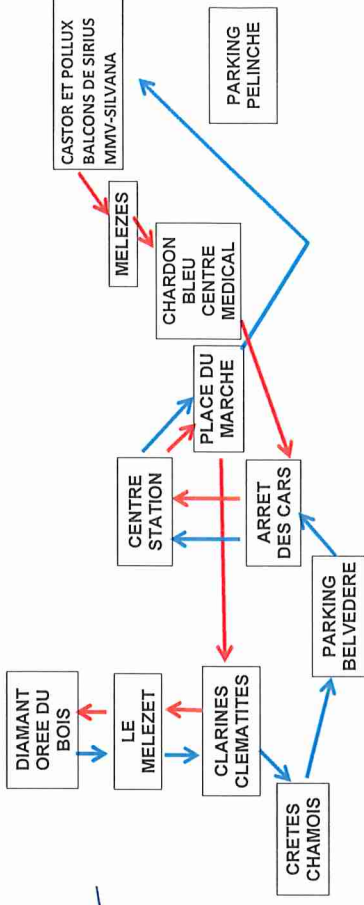 DIAMANT
OREE DU
BOIS
LE
MELEZET
CLARINES
CLEMATITES
CRETES
CHAMOIS
PARKING
BELVEDERE
ARRET
DES CARS
CENTRE
STATION
PLACE DU
MARCHE
CHARDON
BLEU
CENTRE
MEDICAL
MELEZES
CASTOR ET POLLUX
BALCONS DE SIRIUS
MMV-SILVANA
PARKING
PELINCHE